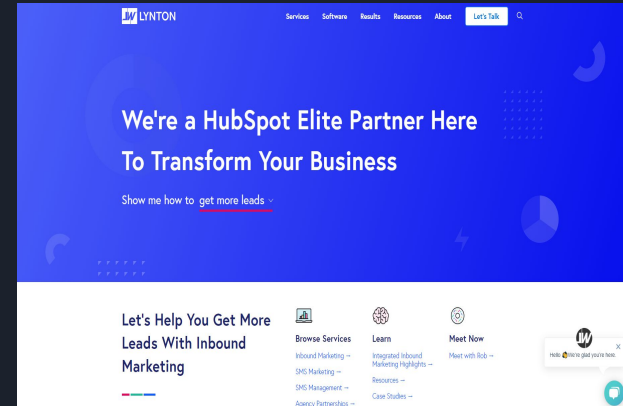 LYNTON
Services Software Results Resources About Let's Talk
We're a HubSpot Elite Partner Here
To Transform Your Business
Show me how to get more leads
Let's Help You Get More
Leads With Inbound
Marketing
Browse Services
Inbound Marketing →
SMS Marketing →
SMS Management →
Agency Partnerships →
Learn
Integrated Inbound
Marketing Highlights →
Resources →
Case Studies →
Meet Now
Meet with Rob →
X
Hello 👋 We're glad you're here.